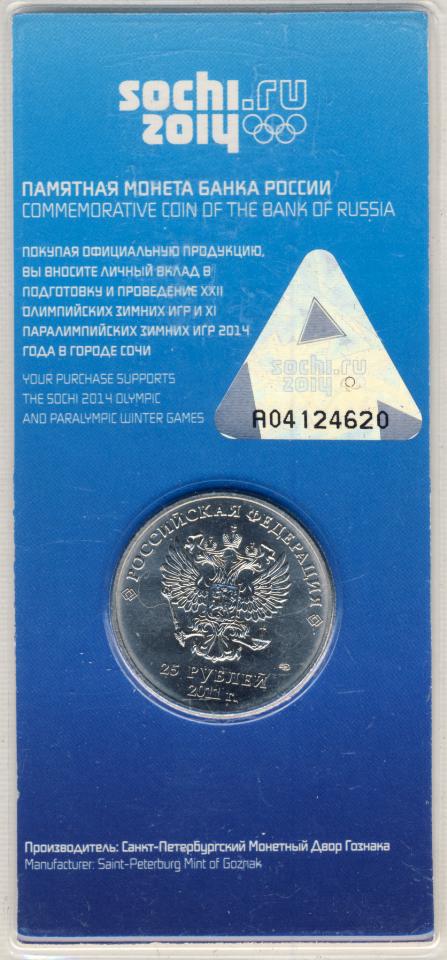 sochi.ru
2014
ПАМЯТНАЯ МОНЕТА БАНКА РОССИИ
COMMEMORATIVE COIN OF THE BANK OF RUSSIA
ПОКУПАЯ ОФИЦИАЛЬНУЮ ПРОДУКЦИЮ,
ВЫ ВНОСИТЕ ЛИЧНЫЙ ВКЛАД В
ПОДГОТОВКУ И ПРОВЕДЕНИЕ XXII
ОЛИМПИЙСКИХ ЗИМНИХ ИГР И XI
ПАРАЛИМПИЙСКИХ ЗИМНИХ ИГР 2014
ГОДА В ГОРОДЕ СОЧИ
YOUR PURCHASE SUPPORTS
THE SOCHI 2014 OLYMPIC
AND PARALYMPIC WINTER GAMES
sochi.ru
2014
A04124620
РОССИЙСКАЯ ФЕДЕРАЦИЯ
25 РУБЛЕЙ
2011 г.
Производитель: Санкт-Петербургский Монетный Двор Гознака
Manufacturer: Saint-Peterburg Mint of Goznak